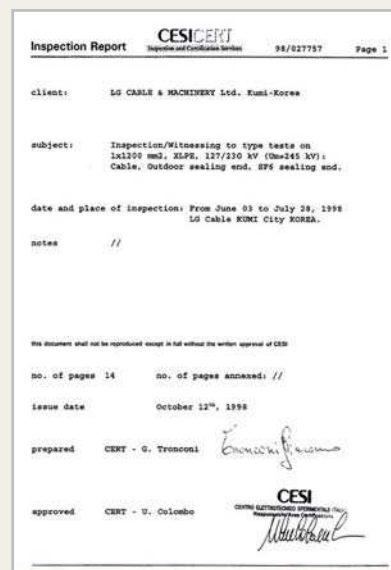 CESICERT
Inspection and Certification Services
Inspection Report 98/027757 Page 1
client: LG CABLE & MACHINERY Ltd. Kumi-Korea
subject: Inspection/Witnessing to type tests on
1x1200 mm2, XLPE, 127/230 kV (Um=245 kV):
Cable, Outdoor sealing end, SF6 sealing end.
date and place of inspection: From June 03 to July 28, 1998
LG Cable KUMI City KOREA.
notes //
this document shall not be reproduced except in full without the written approval of CESI
no. of pages 14 no. of pages annexed: //
issue date October 12th, 1998
prepared CERT - G. Tronconi
CESI
CENTRO ELETTROTECNICO SPERIMENTALE ITALIANO
approved CERT - U. Colombo